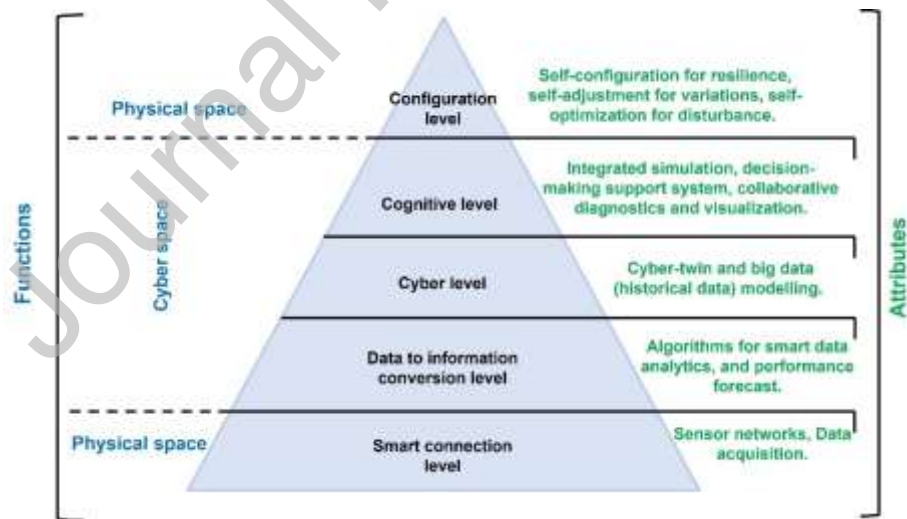 Journal
Functions
Physical space
Configuration
level
Self-configuration for resilience,
self-adjustment for variations, self-
optimization for disturbance.
Cyber space
Cognitive level
Integrated simulation, decision-
making support system, collaborative
diagnostics and visualization.
Cyber level
Cyber-twin and big data
(historical data) modelling.
Data to information
conversion level
Algorithms for smart data
analytics, and performance
forecast.
Physical space
Smart connection
level
Sensor networks, Data
acquisition.
Attributes